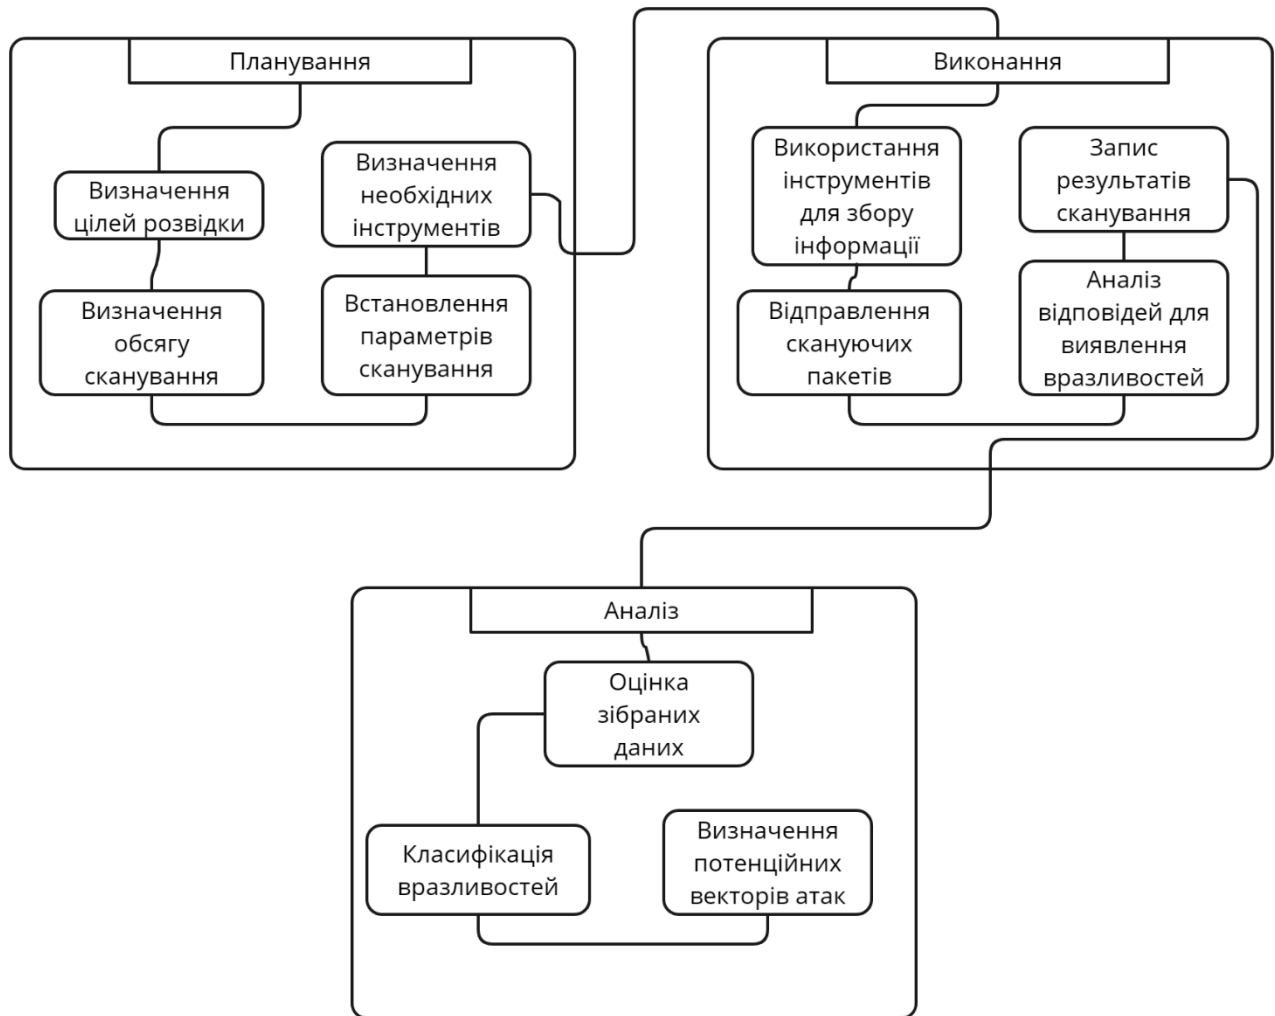 Планування
Визначення
цілей розвідки
Визначення
обсягу
сканування
Визначення
необхідних
інструментів
Встановлення
параметрів
сканування
Виконання
Використання
інструментів
для збору
інформації
Відправлення
скануючих
пакетів
Запис
результатів
сканування
Аналіз
відповідей для
виявлення
вразливостей
Аналіз
Оцінка
зібраних
даних
Класифікація
вразливостей
Визначення
потенційних
векторів атак